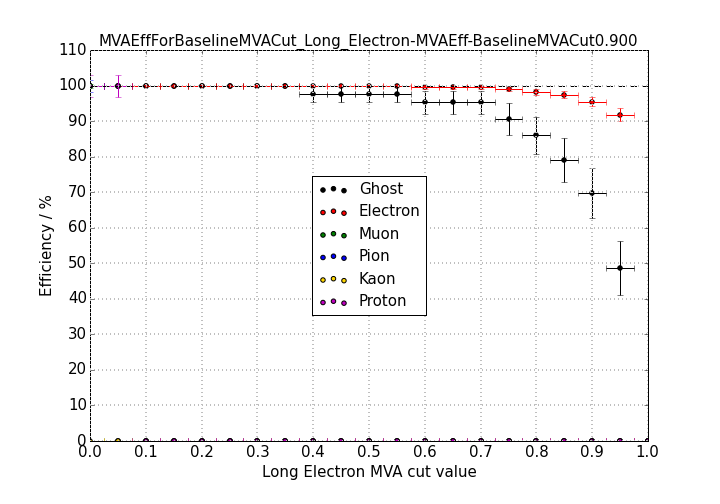 MVAEffForBaselineMVACut_Long_Electron-MVAEff-BaselineMVACut0.900
110
100
90
80
70
60
50
40
30
20
10
0
Efficiency / %
Ghost
Electron
Muon
Pion
Kaon
Proton
0.0 0.1 0.2 0.3 0.4 0.5 0.6 0.7 0.8 0.9 1.0
Long Electron MVA cut value